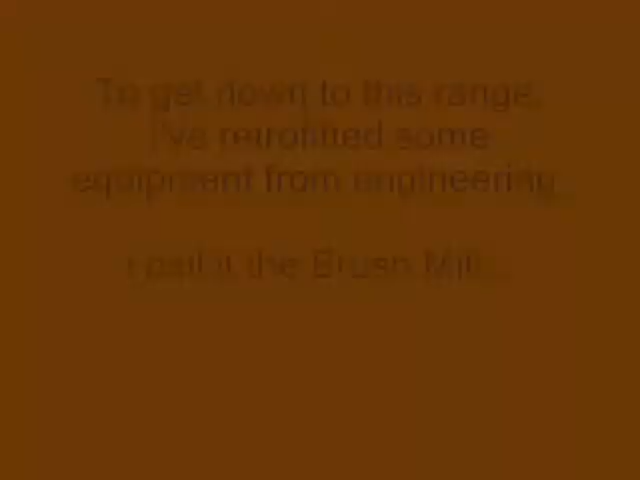 To get down to this range,
I've retrofitted some
equipment from engineering.
I call it the Brush Mill.